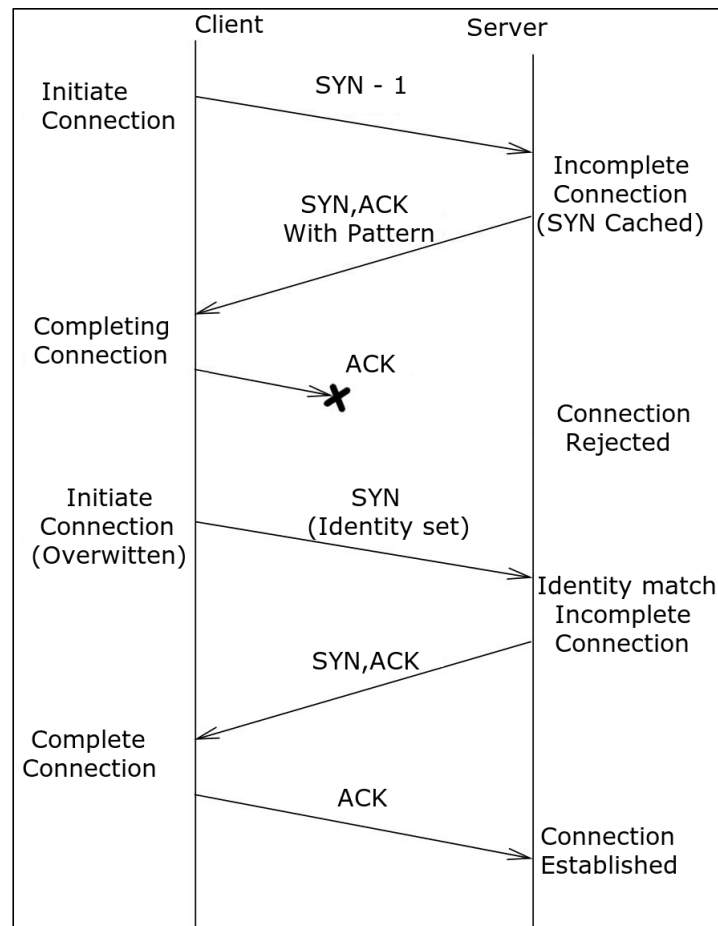 Client
Server
SYN - 1
Initiate
Connection
Incomplete
Connection
(SYN Cached)
SYN,ACK
With Pattern
Completing
Connection
ACK
Connection
Rejected
Initiate
Connection
(Overwitten)
SYN
(Identity set)
Identity match
Incomplete
Connection
SYN,ACK
Complete
Connection
ACK
Connection
Established